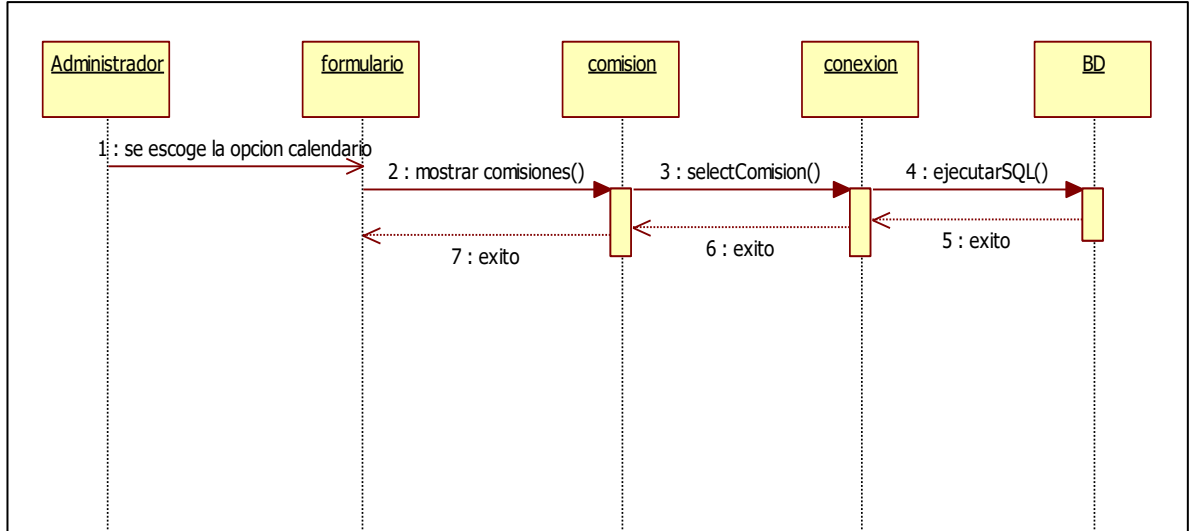 Administrador
formulario
comision
conexion
BD
1 : se escoge la opcion calendario
2 : mostrar comisiones()
3 : selectComision()
4 : ejecutarSQL()
5 : exito
6 : exito
7 : exito